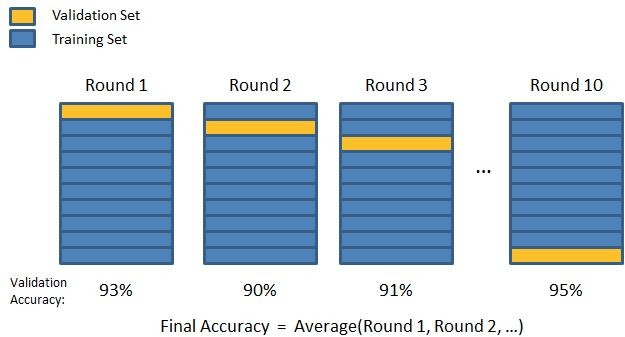 Validation Set
Training Set
Round 1
Round 2
Round 3
Round 10
...
Validation
Accuracy:
93%
90%
91%
95%
Final Accuracy = Average(Round 1, Round 2, ...)